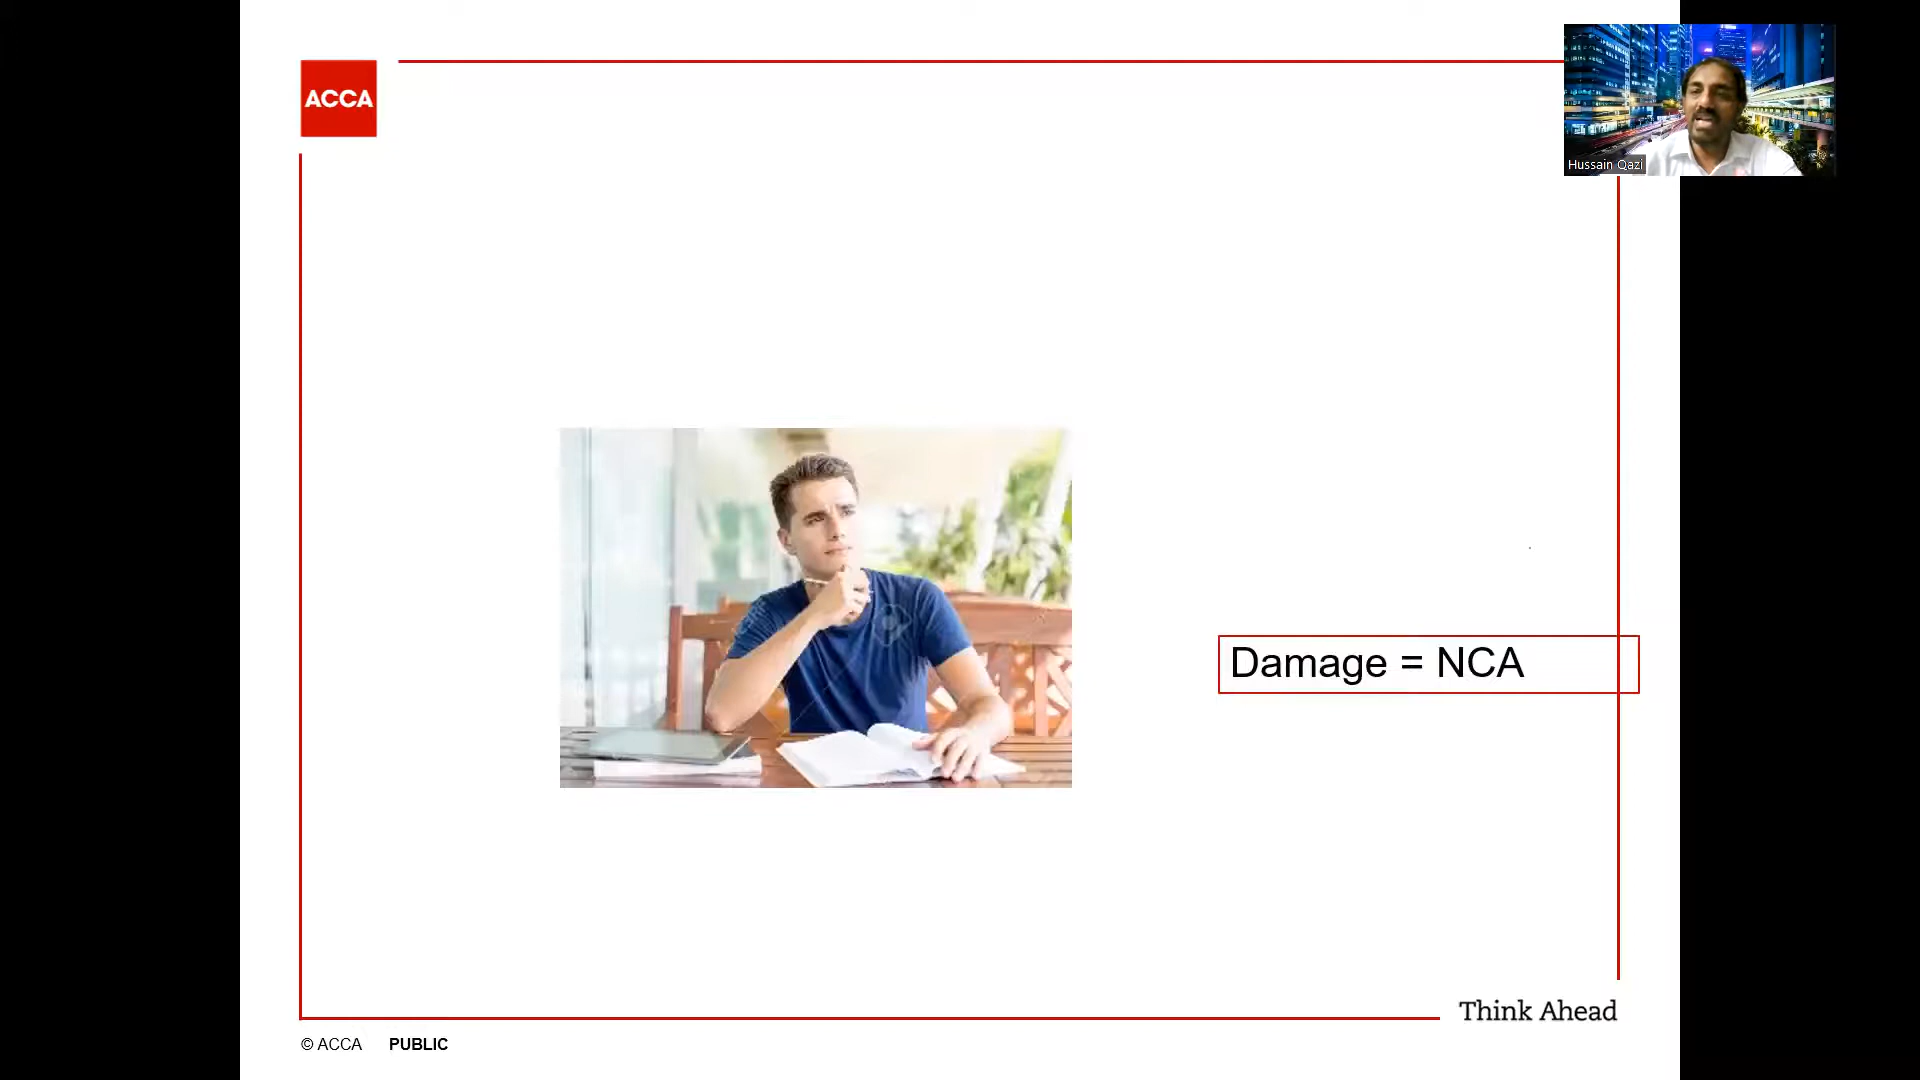 ACCA
Hussain Qazi
Damage = NCA
Think Ahead
© ACCA PUBLIC